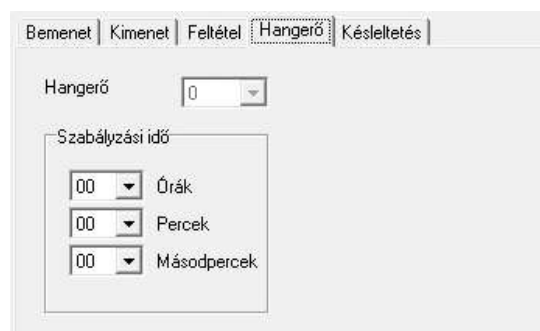 Bemenet Kimenet Feltétel Hangerő Késleltetés
Hangerő 0
Szabályzási idő
00 Órák
00 Percek
00 Másodpercek